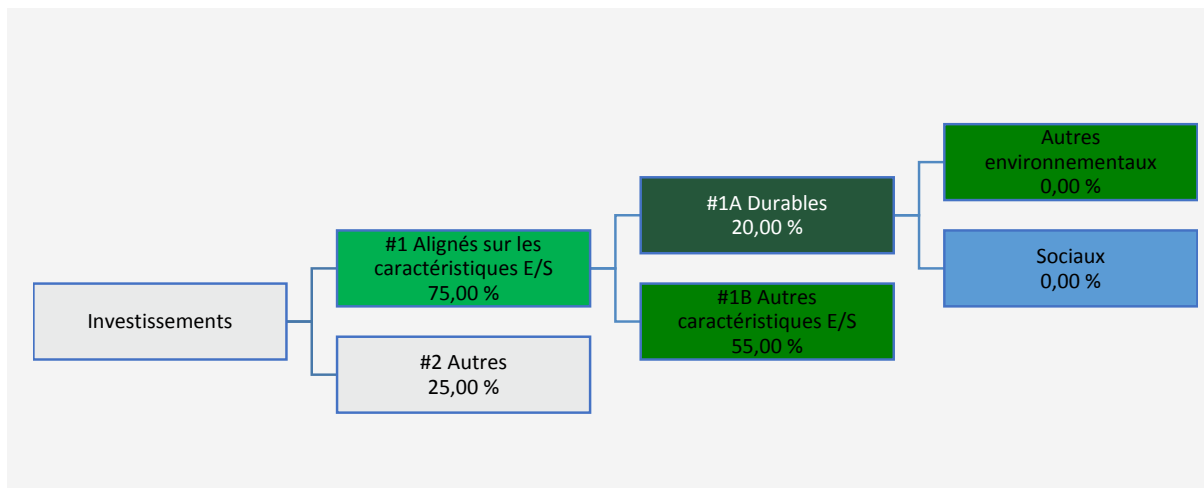 Investissements
#1 Alignés sur les
caractéristiques E/S
75,00 %
#2 Autres
25,00 %
#1A Durables
20,00 %
#1B Autres
caractéristiques E/S
55,00 %
Autres
environnementaux
0,00 %
Sociaux
0,00 %